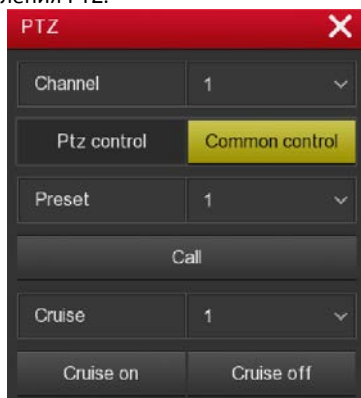 PTZ
Channel 1
Ptz control Common control
Preset 1
Call
Cruise 1
Cruise on Cruise off